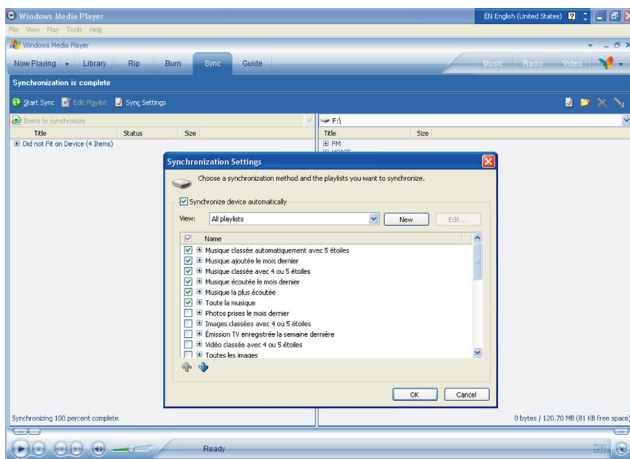 Windows Media Player
EN English (United States)
File View Play Tools Help
Windows Media Player
Now Playing Library Rip Burn Sync Guide Music Radio Video
Synchronization is complete
Start Sync Edit Playlist Sync Settings
Items to synchronize
F:\
Title Status Size
Title Size
Did not Fit on Device (4 Items)
FM
VOICE
Synchronization Settings
Choose a synchronization method and the playlists you want to synchronize.
Synchronize device automatically
View: All playlists New Edit...
Name
Musique classée automatiquement avec 5 étoiles
Musique ajoutée le mois dernier
Musique classée avec 4 ou 5 étoiles
Musique écoutée le mois dernier
Musique la plus écoutée
Toute la musique
Photos prises le mois dernier
Images classées avec 4 ou 5 étoiles
Émission TV enregistrée la semaine dernière
Vidéo classée avec 4 ou 5 étoiles
Toutes les images
OK Cancel
Synchronizing 100 percent complete
0 bytes / 120.70 MB (81 KB free space)
Ready